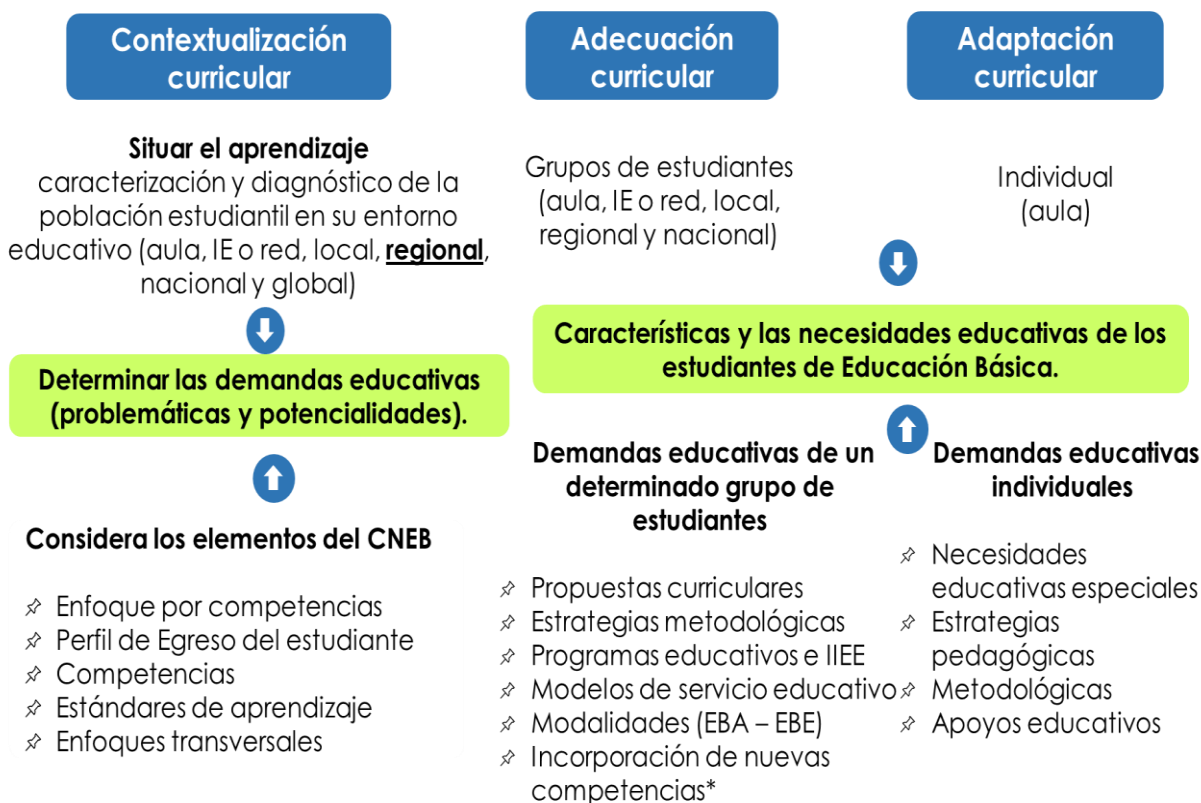 Contextualización
curricular
Situar el aprendizaje
caracterización y diagnóstico de la
población estudiantil en su entorno
educativo (aula, IE o red, local, regional,
nacional y global)
Determinar las demandas educativas
(problemáticas y potencialidades).
Considera los elementos del CNEB
Enfoque por competencias
Perfil de Egreso del estudiante
Competencias
Estándares de aprendizaje
Enfoques transversales
Adecuación
curricular
Grupos de estudiantes
(aula, IE o red, local,
regional y nacional)
Adaptación
curricular
Individual
(aula)
Características y las necesidades educativas de los
estudiantes de Educación Básica.
Demandas educativas de un
determinado grupo de
estudiantes
Propuestas curriculares
Estrategias metodológicas
Programas educativos e IIEE
Modelos de servicio educativo
Modalidades (EBA – EBE)
Incorporación de nuevas
competencias*
Demandas educativas
individuales
Necesidades
educativas especiales
Estrategias
pedagógicas
Metodológicas
Apoyos educativos